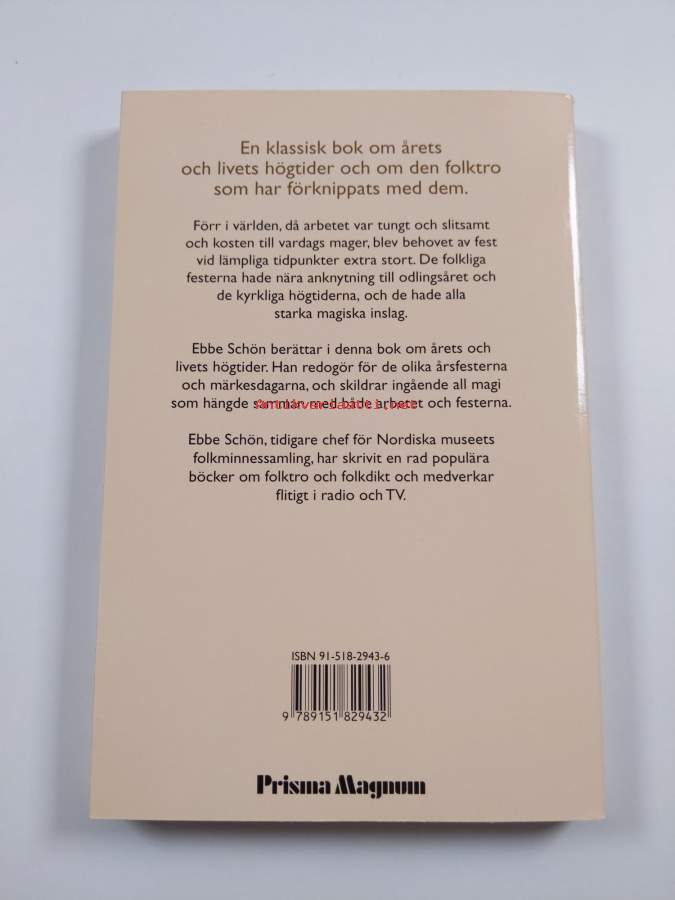 En klassisk bok om årets
och livets högtider och om den folktro
som har förknippats med dem.
Förr i världen, då arbetet var tungt och slitsamt
och kosten till vardags mager, blev behovet av fest
vid lämpliga tidpunkter extra stort. De folkliga
festerna hade nära anknytning till odlingsåret och
de kyrkliga högtiderna, och de hade alla
starka magiska inslag.
Ebbe Schön berättar i denna bok om årets och
livets högtider. Han redogör för de olika årsfesterna
och märkesdagarna, och skildrar ingående all magi
som hängde samman med både arbetet och festerna.
Antikvariaatti.net
Ebbe Schön, tidigare chef för Nordiska museets
folkminnessamling, har skrivit en rad populära
böcker om folktro och folkdikt och medverkar
flitigt i radio och TV.
ISBN 91-518-2943-6
9 789151 829432
Prisma Magnum